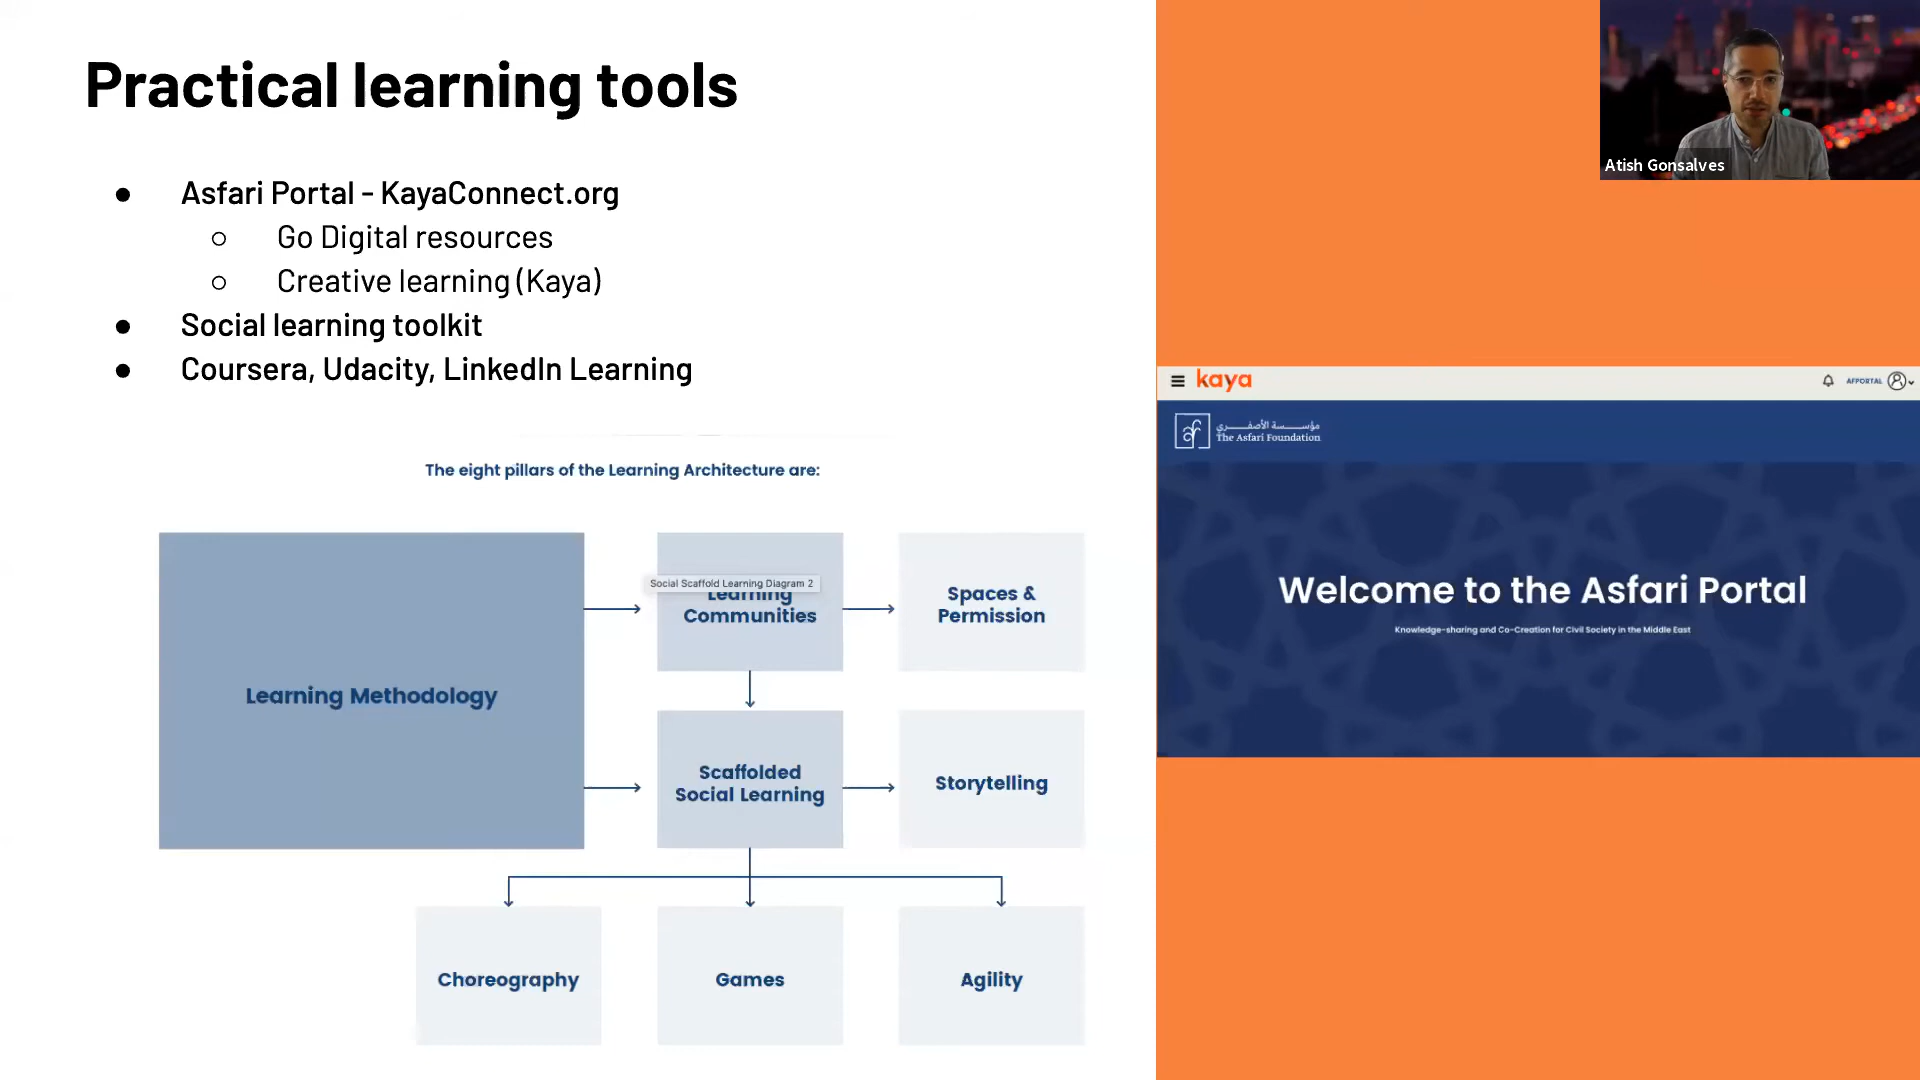 Practical learning tools
● Asfari Portal - KayaConnect.org
○ Go Digital resources
○ Creative learning (Kaya)
● Social learning toolkit
● Coursera, Udacity, LinkedIn Learning
The eight pillars of the Learning Architecture are:
Learning Methodology
Social Scaffold Learning Diagram 2
Learning
Communities
Spaces &
Permission
Scaffolded
Social Learning
Storytelling
Choreography
Games
Agility
Atish Gonsalves
kaya
AFPORTAL
af
مؤسسة الأصفري
The Asfari Foundation
Welcome to the Asfari Portal
Knowledge-sharing and Co-Creation for Civil Society in the Middle East